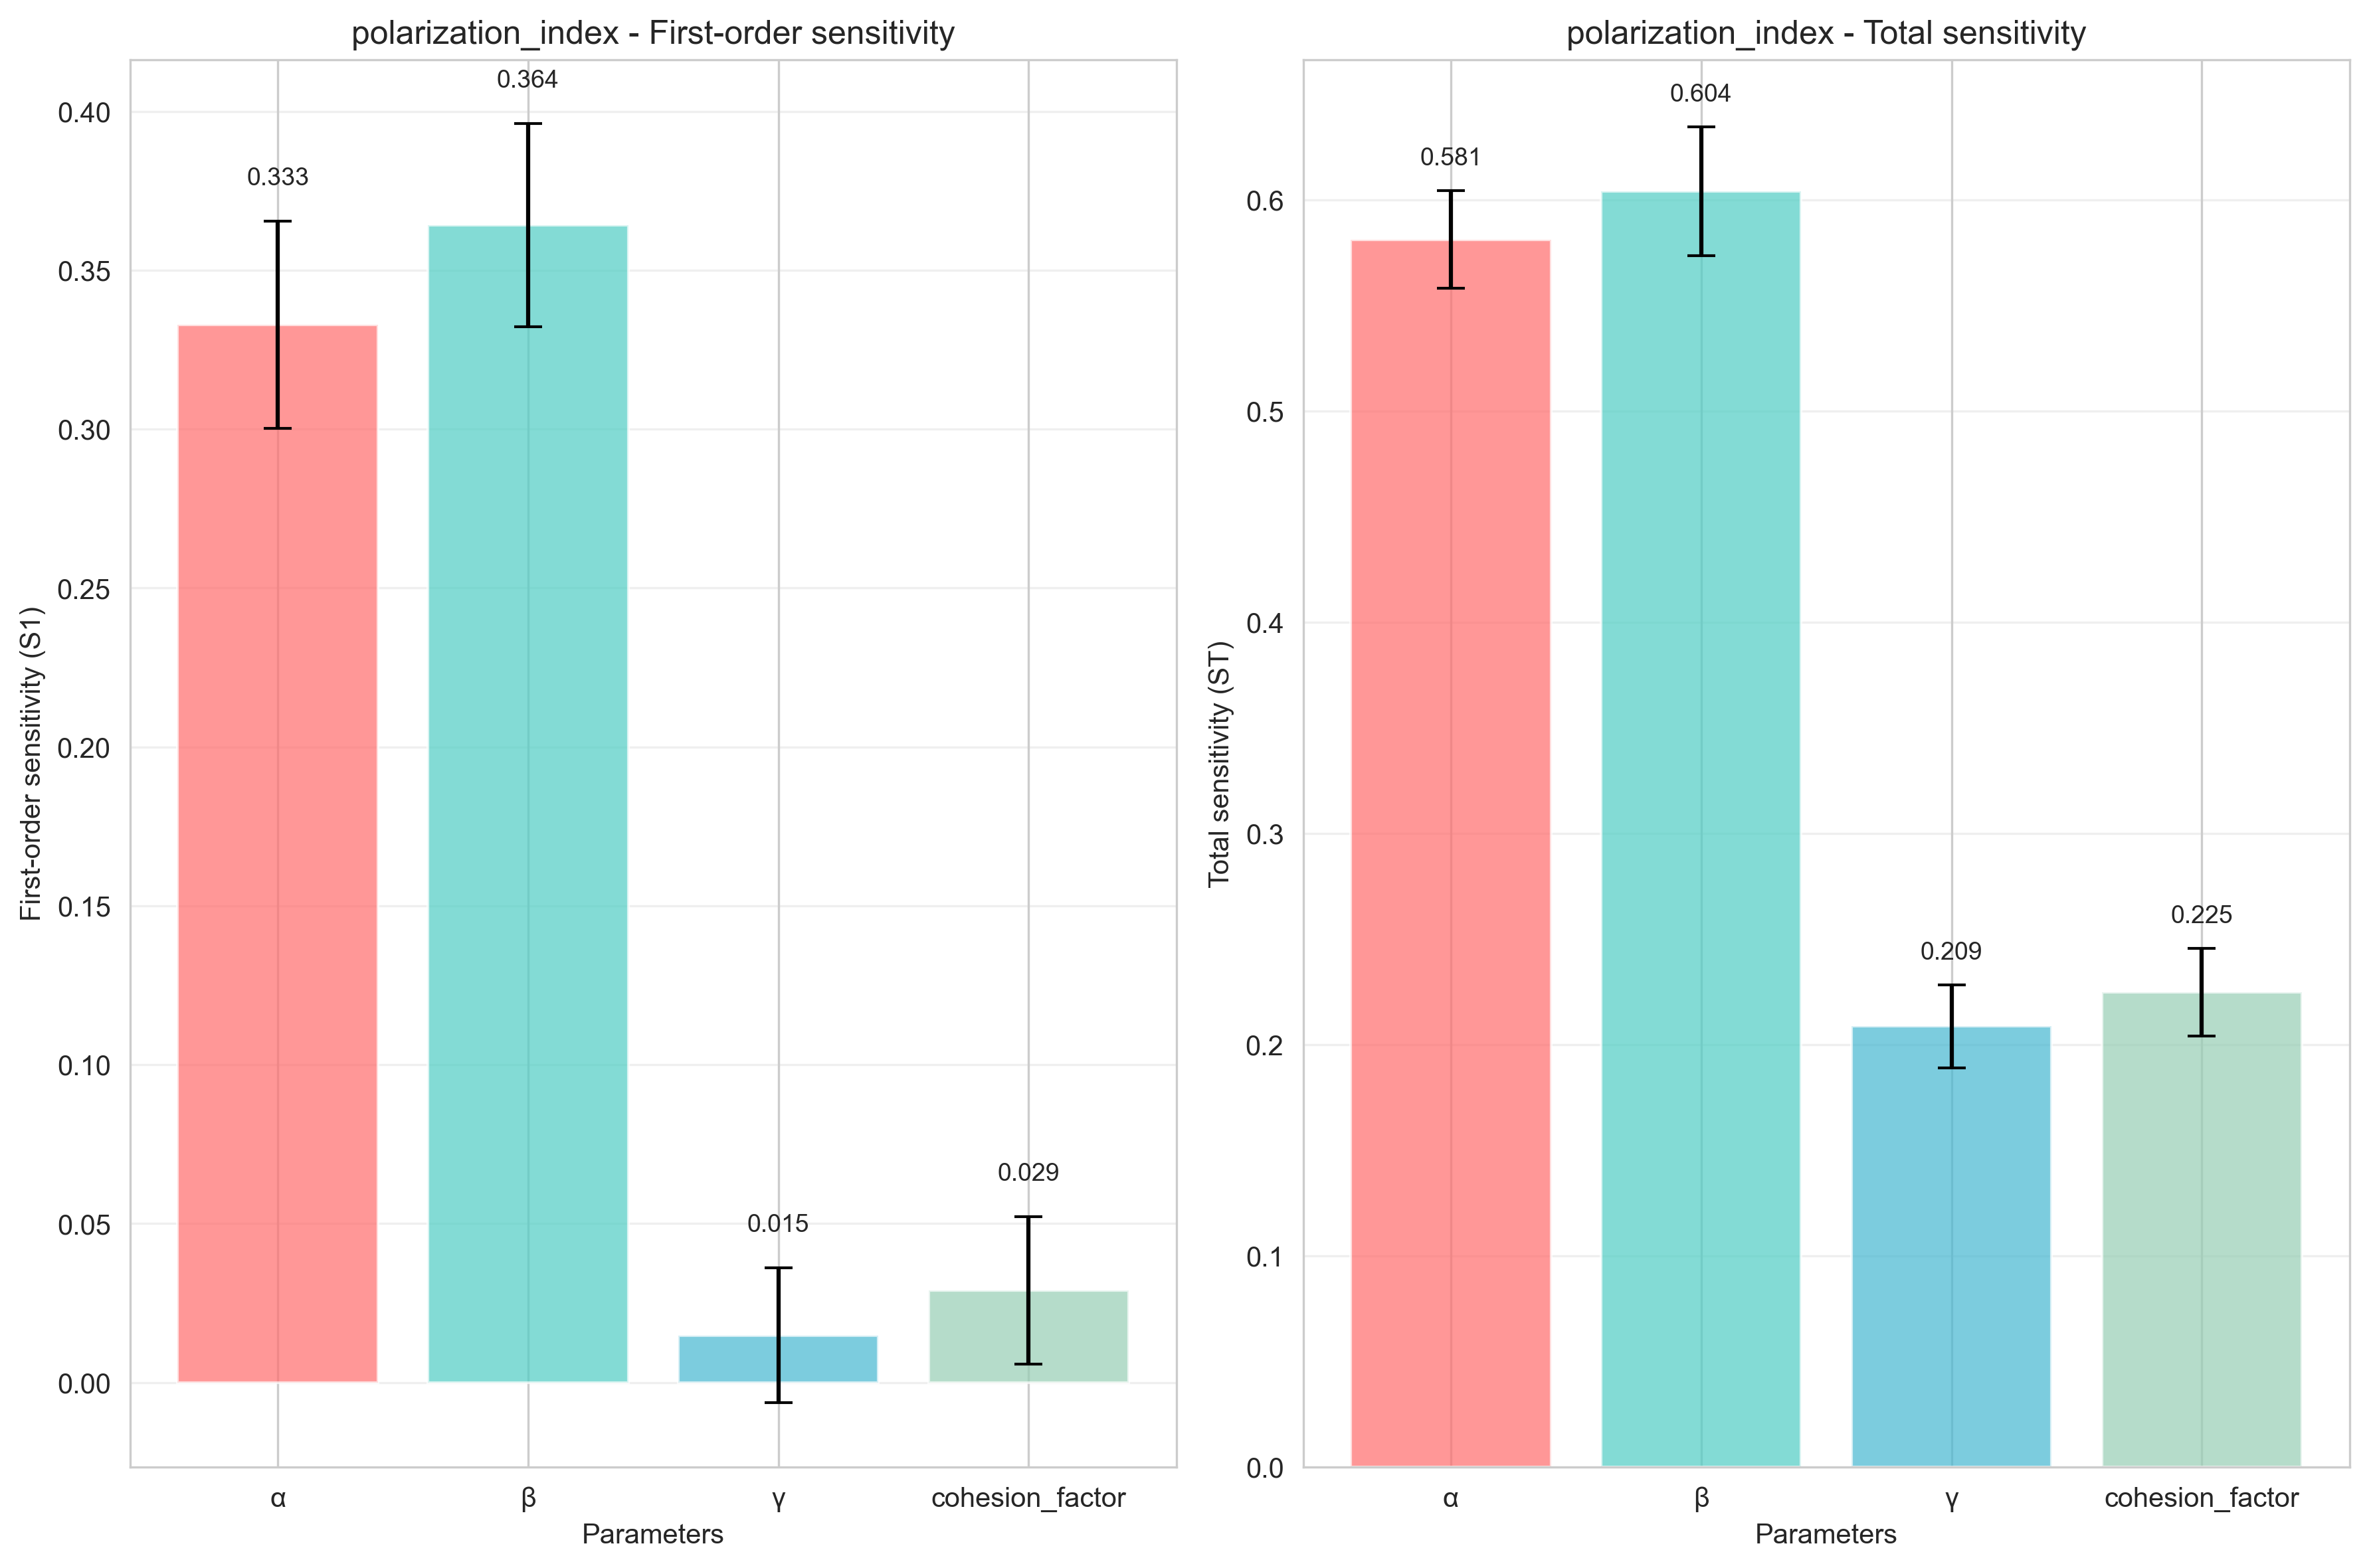 polarization_index - First-order sensitivity
0.364
0.333
0.015
0.029
0.40
0.35
0.30
0.25
0.20
0.15
0.10
0.05
0.00
First-order sensitivity (S1)
α
β
γ
cohesion_factor
Parameters
polarization_index - Total sensitivity
0.604
0.581
0.209
0.225
0.6
0.5
0.4
0.3
0.2
0.1
0.0
Total sensitivity (ST)
α
β
γ
cohesion_factor
Parameters